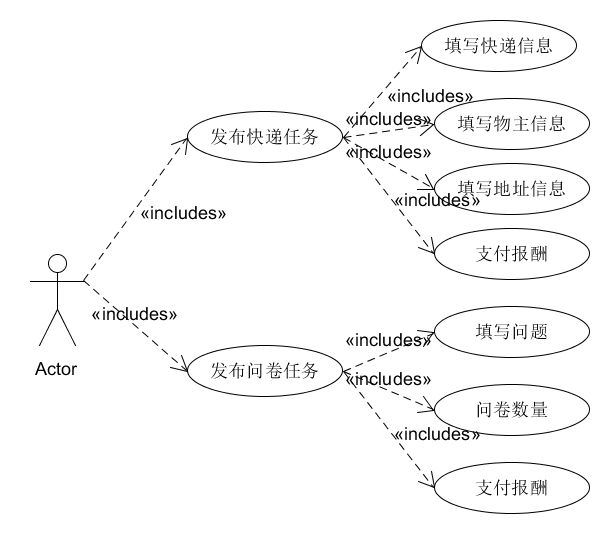 填写快递信息
«includes»
«includes»
填写物主信息
发布快递任务
«includes»
填写地址信息
«includes»
«includes»
支付报酬
«includes»
Actor
«includes»
填写问题
发布问卷任务
«includes»
问卷数量
«includes»
支付报酬